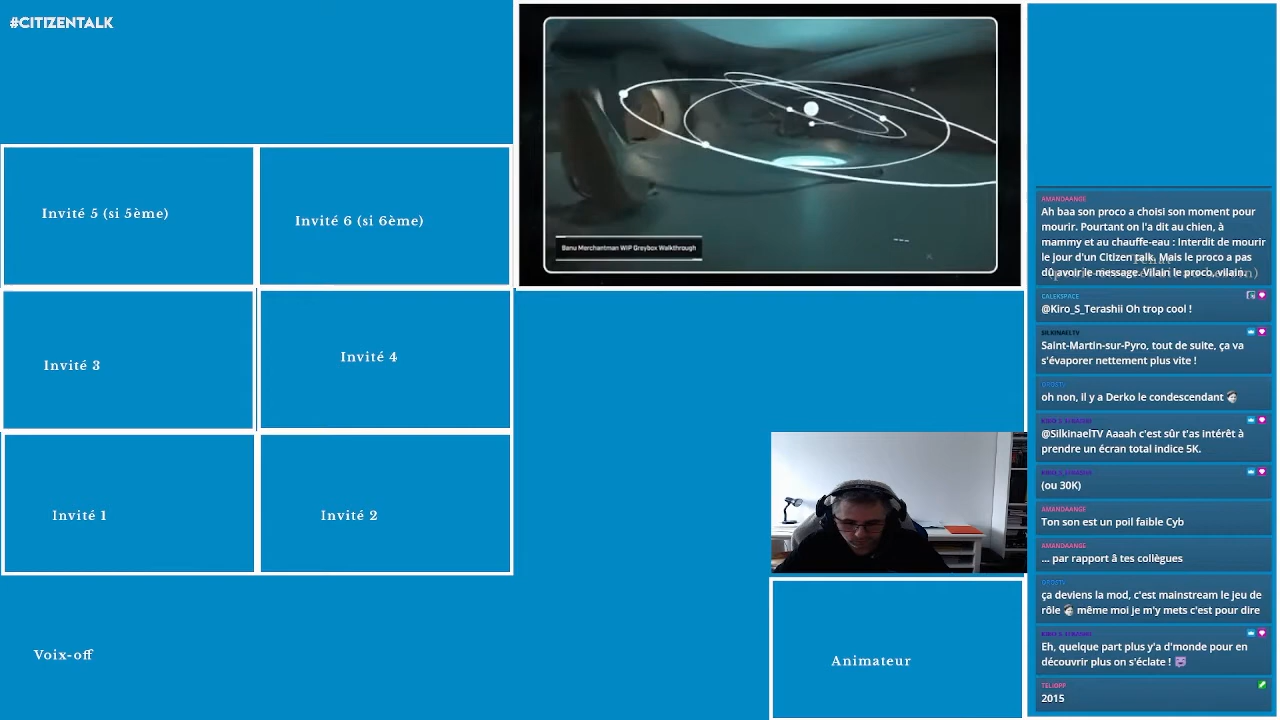 #CITIZENTALK
Invité 5 (si 5ème)
Invité 6 (si 6ème)
Invité 3
Invité 4
Invité 1
Invité 2
Voix-off
Animateur
Banu Merchantman WIP Greybox Walkthrough
AMANDAANGE
Ah baa son proco a choisi son moment pour
mourir. Pourtant on l'a dit au chien, à
mammy et au chauffe-eau : Interdit de mourir
le jour d'un Citizen talk. Mais le proco a pas
dû avoir le message. Vilain le proco, vilain.
CALEKSPACE
@Kiro_S_Terashii Oh trop cool !
SILKINAELTV
Saint-Martin-sur-Pyro, tout de suite, ça va
s'évaporer nettement plus vite !
oh non, il y a Derko le condescendant
@SilkinaelTV Aaaah c'est sûr t'as intérêt à
prendre un écran total indice 5K.
(ou 30K)
AMANDAANGE
Ton son est un poil faible Cyb
AMANDAANGE
... par rapport â tes collègues
ça deviens la mod, c'est mainstream le jeu de
rôle même moi je m'y mets c'est pour dire
Eh, quelque part plus y'a d'monde pour en
découvrir plus on s'éclate !
2015